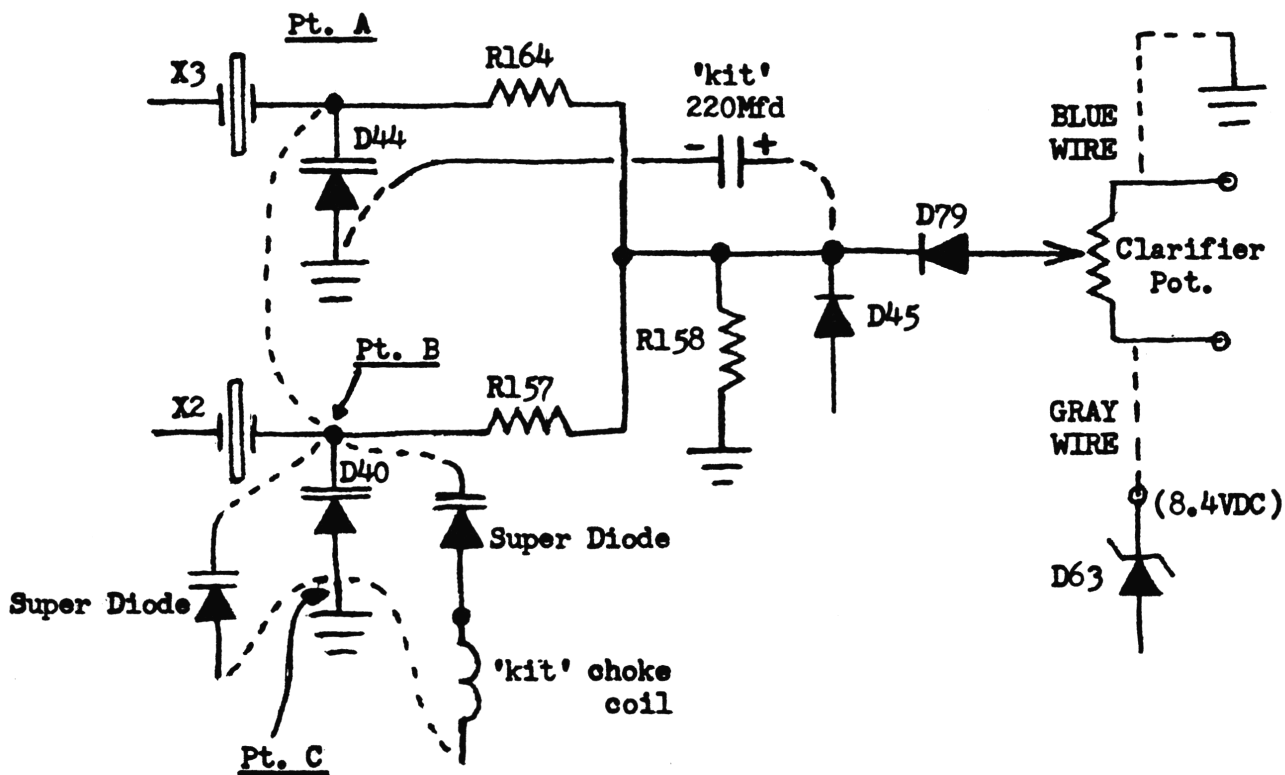 Pt. A
X3
R164
'kit'
220Mfd
- +
BLUE
WIRE
D44
D79
Clarifier
Pot.
D45
R158
Pt. B
X2
R157
GRAY
WIRE
D40
(8.4VDC)
Super Diode
D63
Super Diode
'kit' choke
coil
Pt. C